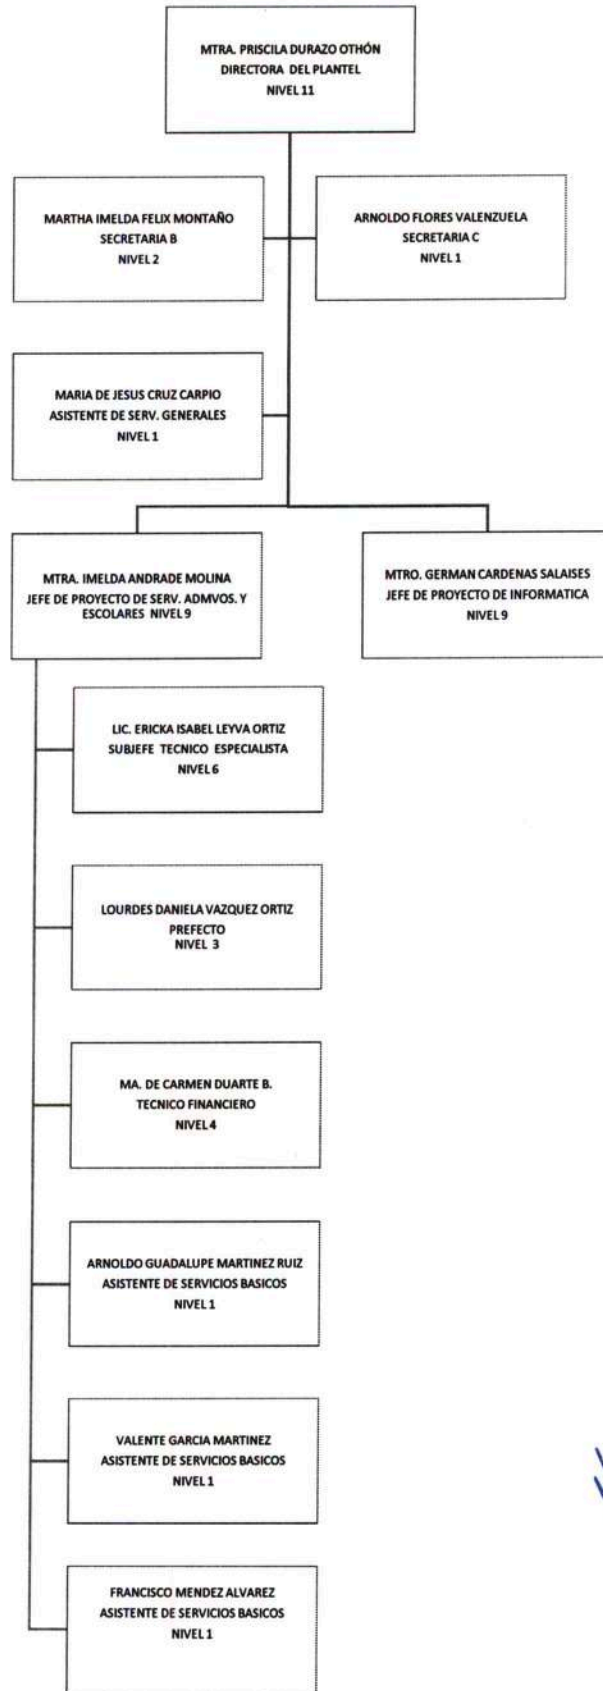 MTRA. PRISCILA DURAZO OTHÓN
DIRECTORA DEL PLANTEL
NIVEL 11
MARTHA IMELDA FELIX MONTAÑO
SECRETARIA B
NIVEL 2
ARNOLDO FLORES VALENZUELA
SECRETARIA C
NIVEL 1
MARIA DE JESUS CRUZ CARPIO
ASISTENTE DE SERV. GENERALES
NIVEL 1
MTRA. IMELDA ANDRADE MOLINA
JEFE DE PROYECTO DE SERV. ADMVOS. Y
ESCOLARES NIVEL 9
MTRO. GERMAN CARDENAS SALAISES
JEFE DE PROYECTO DE INFORMATICA
NIVEL 9
LIC. ERICKA ISABEL LEYVA ORTIZ
SUBJEFE TECNICO ESPECIALISTA
NIVEL 6
LOURDES DANIELA VAZQUEZ ORTIZ
PREFECTO
NIVEL 3
MA. DE CARMEN DUARTE B.
TECNICO FINANCIERO
NIVEL 4
ARNOLDO GUADALUPE MARTINEZ RUIZ
ASISTENTE DE SERVICIOS BASICOS
NIVEL 1
VALENTE GARCIA MARTINEZ
ASISTENTE DE SERVICIOS BASICOS
NIVEL 1
FRANCISCO MENDEZ ALVAREZ
ASISTENTE DE SERVICIOS BASICOS
NIVEL 1